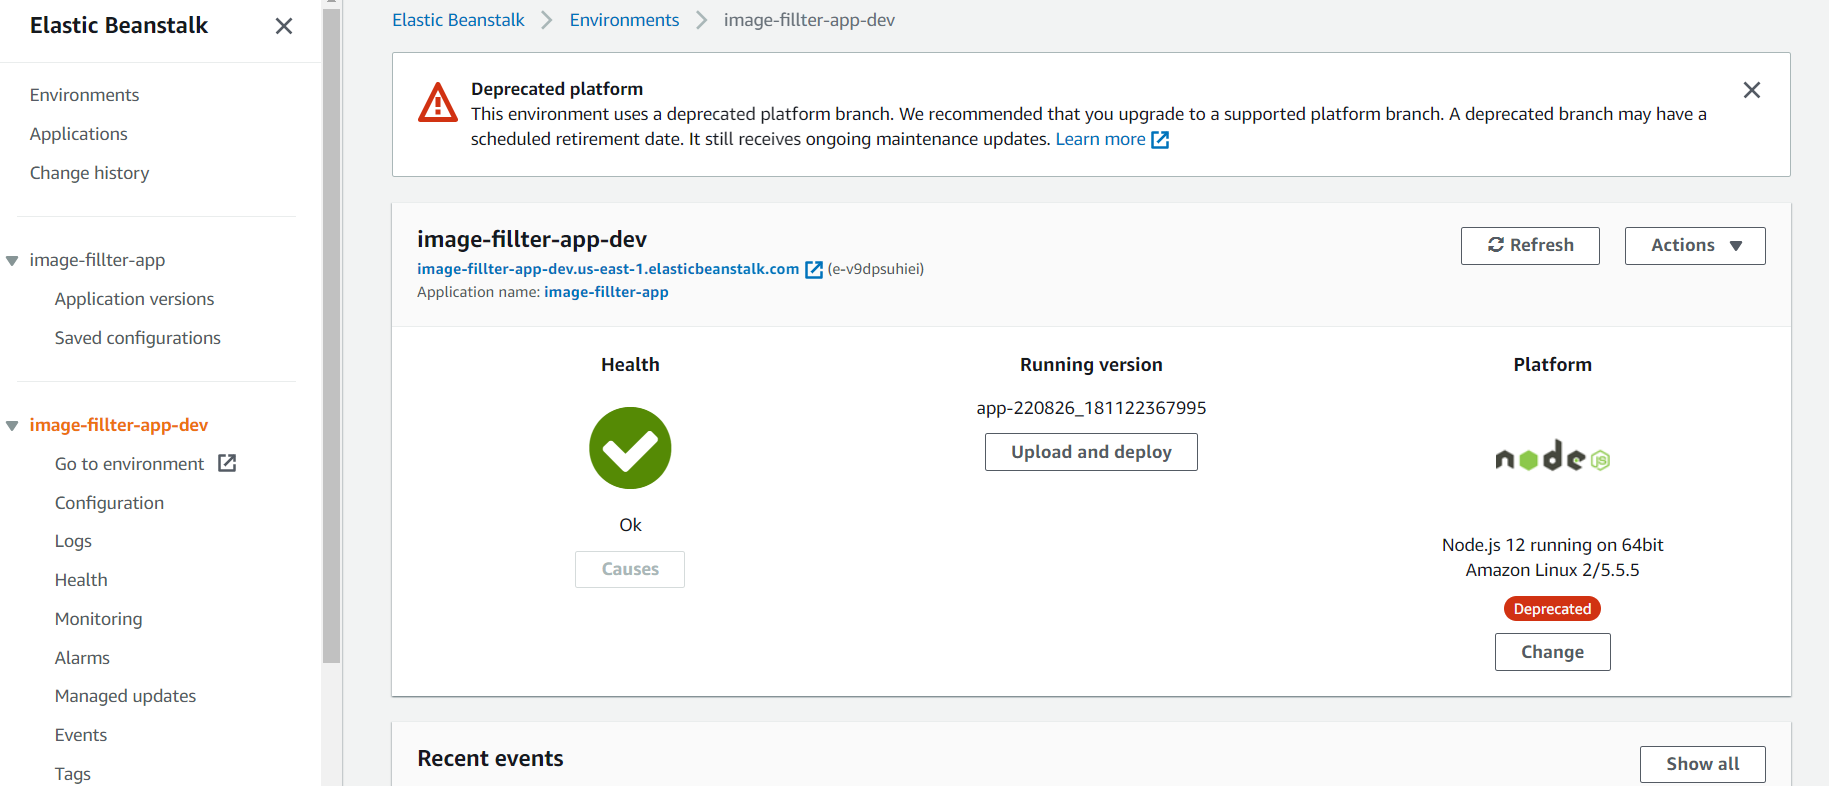 Elastic Beanstalk
Environments
Applications
Change history
image-fillter-app
Application versions
Saved configurations
image-fillter-app-dev
Go to environment
Configuration
Logs
Health
Monitoring
Alarms
Managed updates
Events
Tags
Elastic Beanstalk > Environments > image-fillter-app-dev
Deprecated platform
This environment uses a deprecated platform branch. We recommended that you upgrade to a supported platform branch. A deprecated branch may have a
scheduled retirement date. It still receives ongoing maintenance updates. Learn more
image-fillter-app-dev
Refresh
Actions
image-fillter-app-dev.us-east-1.elasticbeanstalk.com (e-v9dpsuhiei)
Application name: image-fillter-app
Health
Ok
Causes
Running version
app-220826_181122367995
Upload and deploy
Platform
node JS
Node.js 12 running on 64bit
Amazon Linux 2/5.5.5
Deprecated
Change
Recent events
Show all